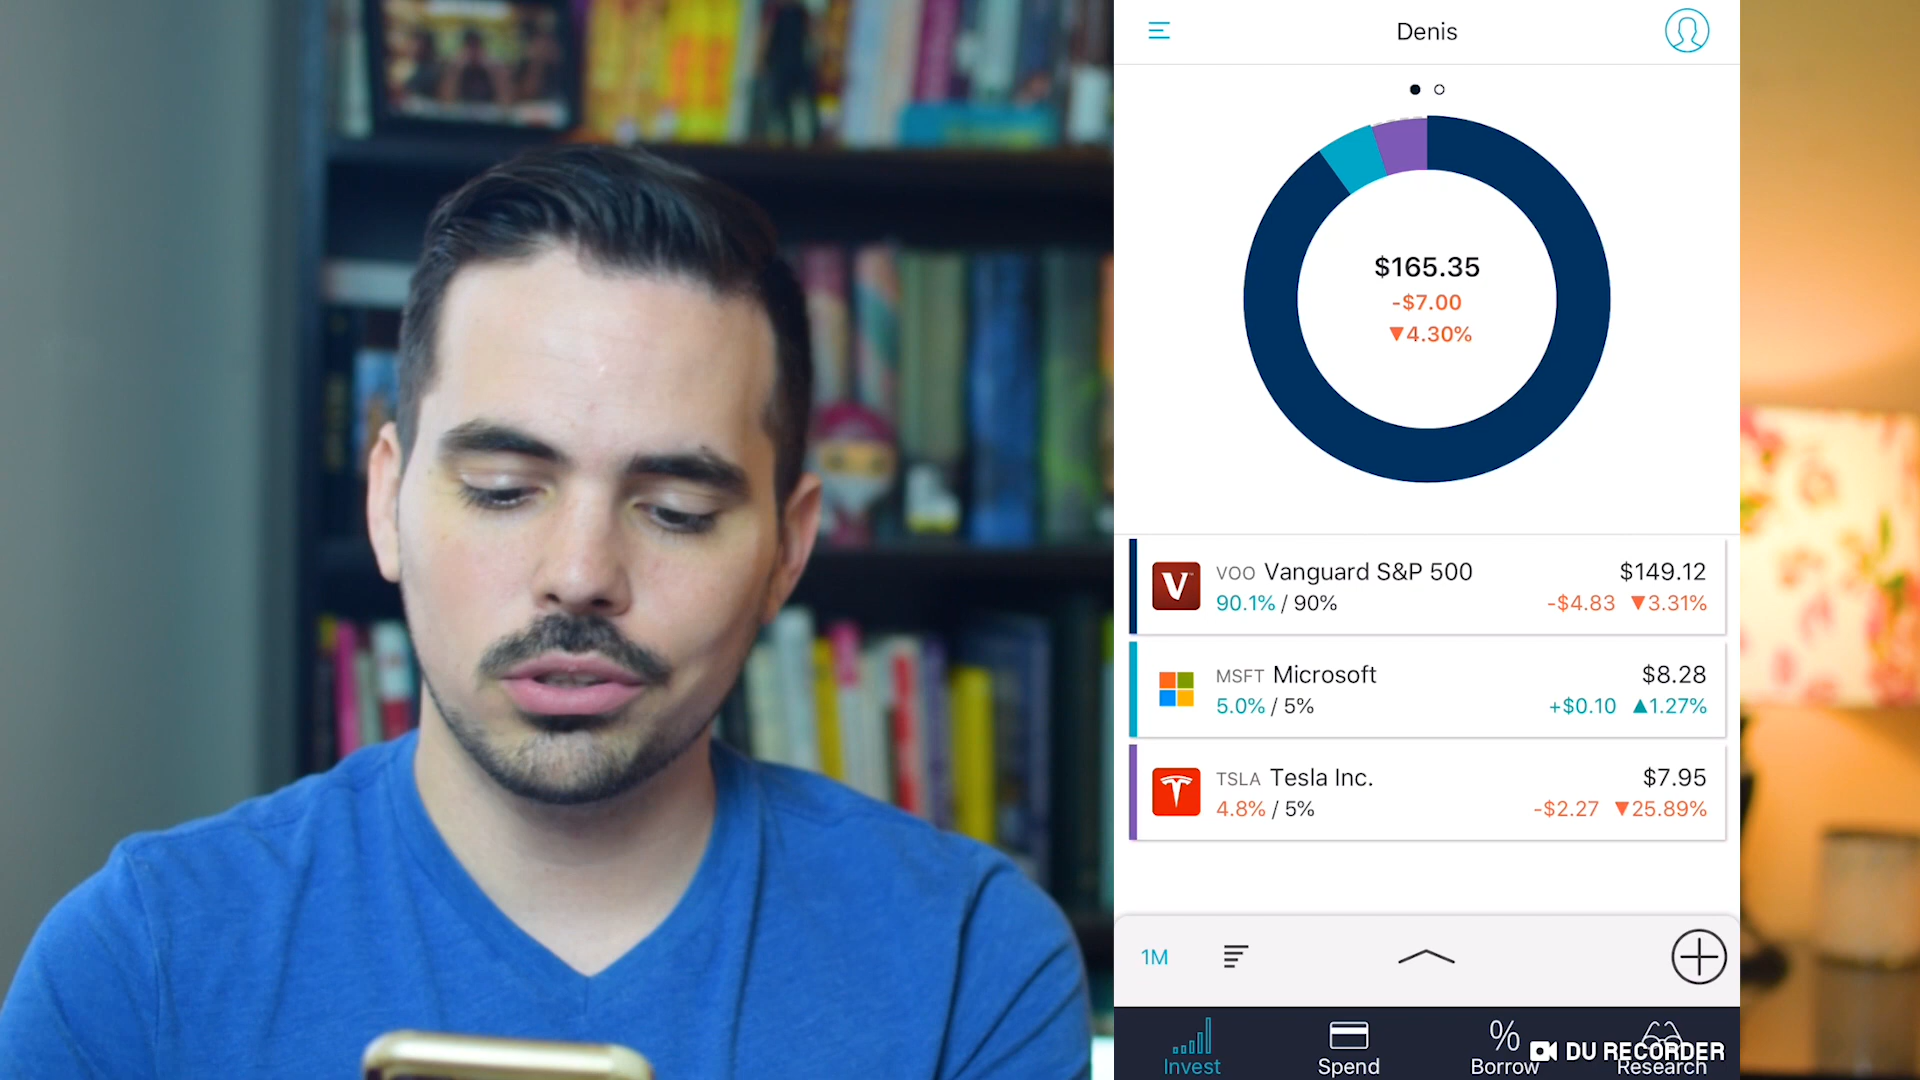 Denis
$165.35
-$7.00
▼4.30%
V
VOO Vanguard S&P 500 $149.12
90.1% / 90% -$4.83 ▼3.31%
MSFT Microsoft $8.28
5.0% / 5% +$0.10 ▲1.27%
TSLA Tesla Inc. $7.95
4.8% / 5% -$2.27 ▼25.89%
1M
%
DU RECORDER
Invest Spend Borrow Research